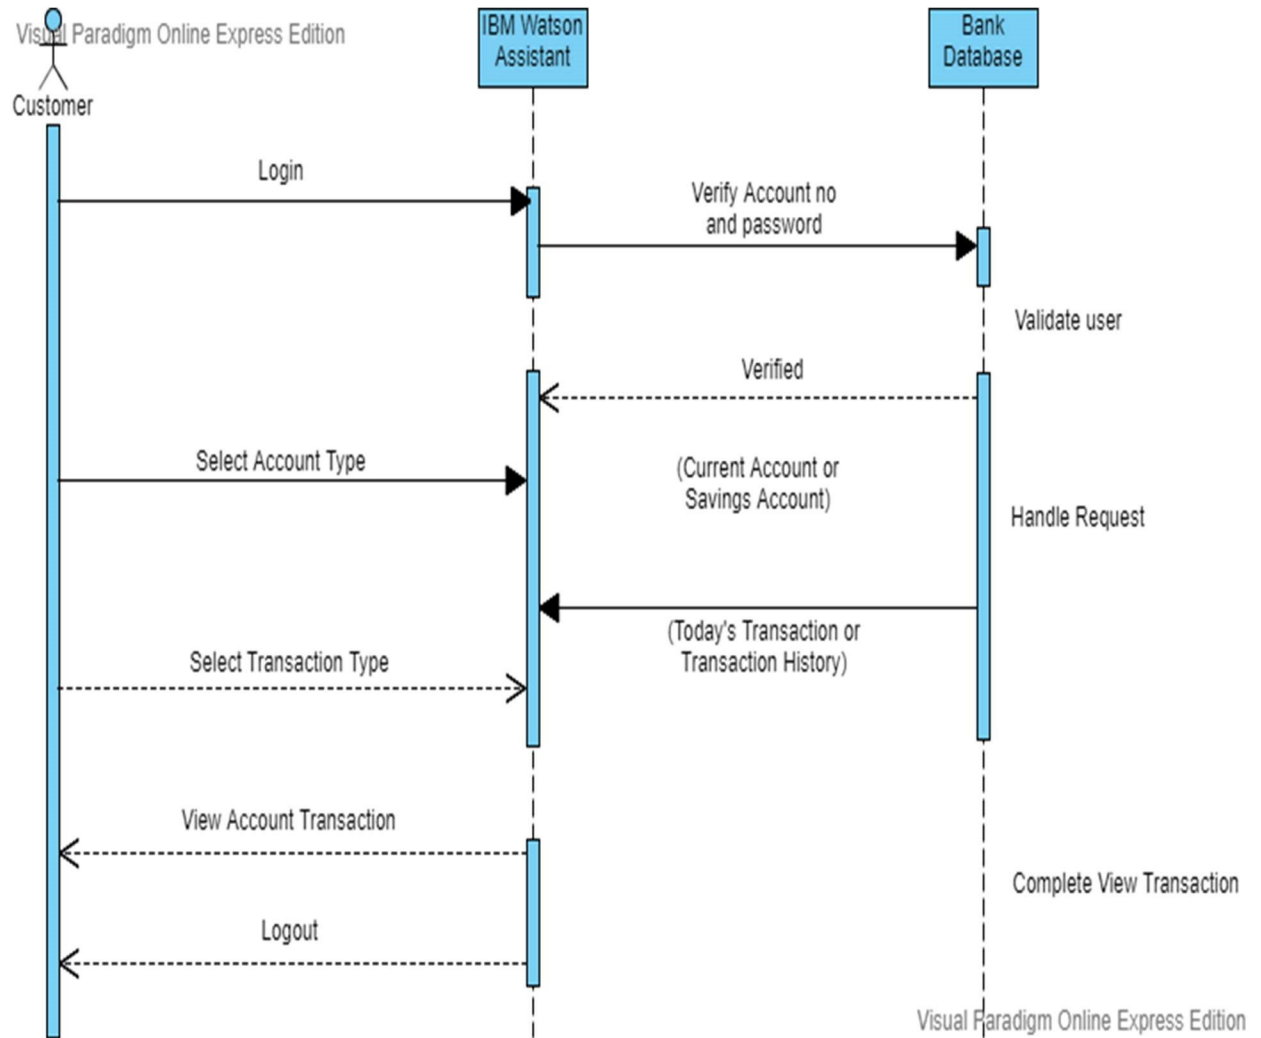 Visual Paradigm Online Express Edition
IBM Watson
Assistant
Bank
Database
Customer
Login
Verify Account no
and password
Validate user
Verified
Select Account Type
(Current Account or
Savings Account)
Handle Request
(Today's Transaction or
Transaction History)
Select Transaction Type
View Account Transaction
Complete View Transaction
Logout
Visual Paradigm Online Express Edition